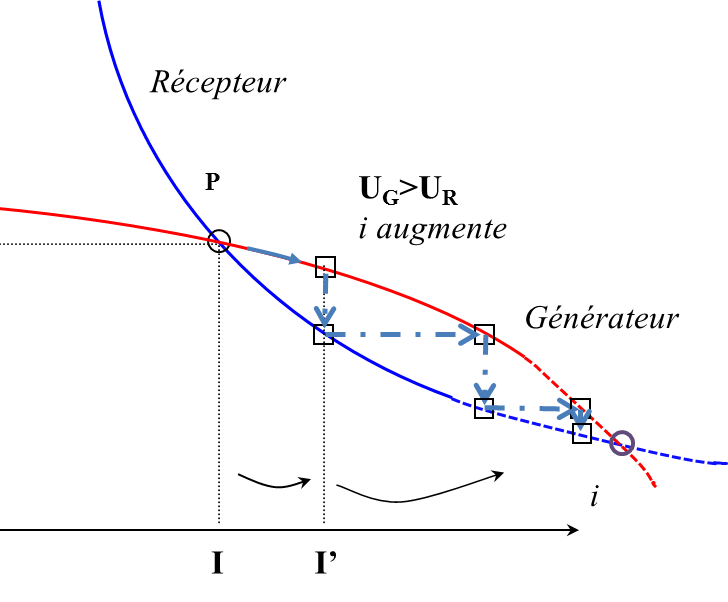 Récepteur
P
UG>UR
i augmente
Générateur
i
I
I’